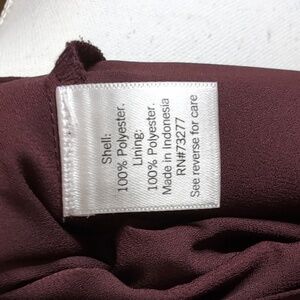 Shell:
100% Polyester.
Lining:
100% Polyester.
Made in Indonesia
RN#73277
See reverse for care